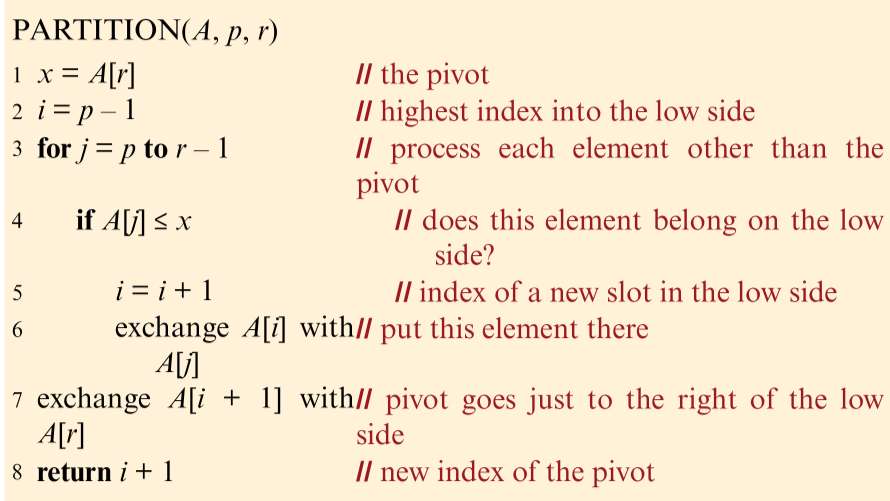 PARTITION(A, p, r)
1 x = A[r] // the pivot
2 i = p – 1 // highest index into the low side
3 for j = p to r – 1 // process each element other than the
pivot
4 if A[j] ≤ x // does this element belong on the low
side?
5 i = i + 1 // index of a new slot in the low side
6 exchange A[i] with// put this element there
A[j]
7 exchange A[i + 1] with// pivot goes just to the right of the low
A[r] side
8 return i + 1 // new index of the pivot